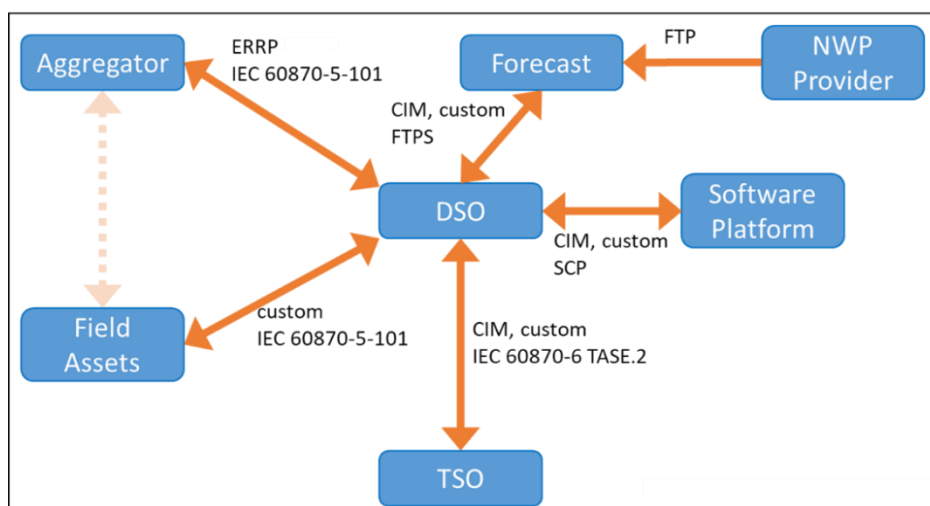 Aggregator
ERRP
IEC 60870-5-101
Forecast
FTP
NWP
Provider
CIM, custom
FTPS
DSO
Software
Platform
CIM, custom
SCP
custom
IEC 60870-5-101
Field
Assets
CIM, custom
IEC 60870-6 TASE.2
TSO